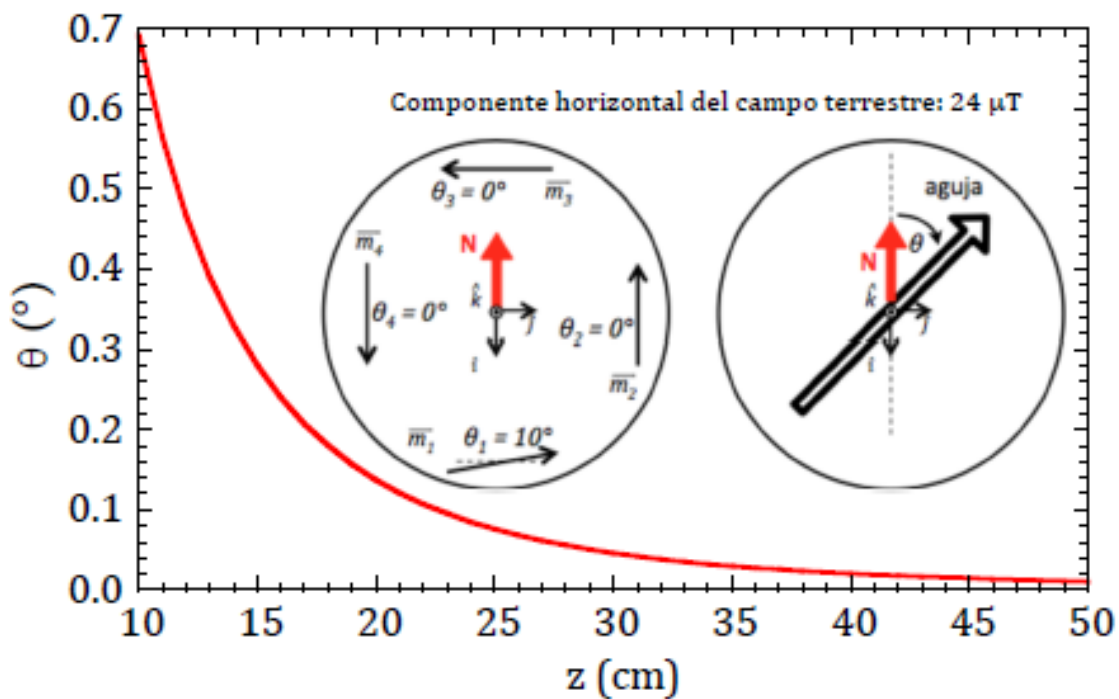 0.7
0.6
0.5
0.4
0.3
0.2
0.1
0.0
θ (°)
10 15 20 25 30 35 40 45 50
z (cm)
Componente horizontal del campo terrestre: 24 μT
θ₃ = 0° m₃
m₄
N
k̂
j
î
θ₄ = 0°
θ₂ = 0°
m₂
m₁ θ₁ = 10°
aguja
θ
N
k̂
j
î